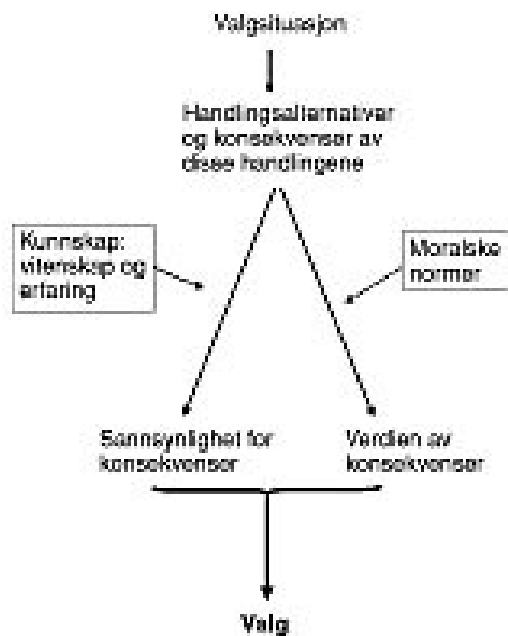 Valgsituasjon
Handlingsalternativer
og konsekvenser av
disse handlingene
Kunnskap:
vitenskap og
erfaring
Moralske
normer
Sannsynlighet for
konsekvenser
Verdien av
konsekvenser
Valg